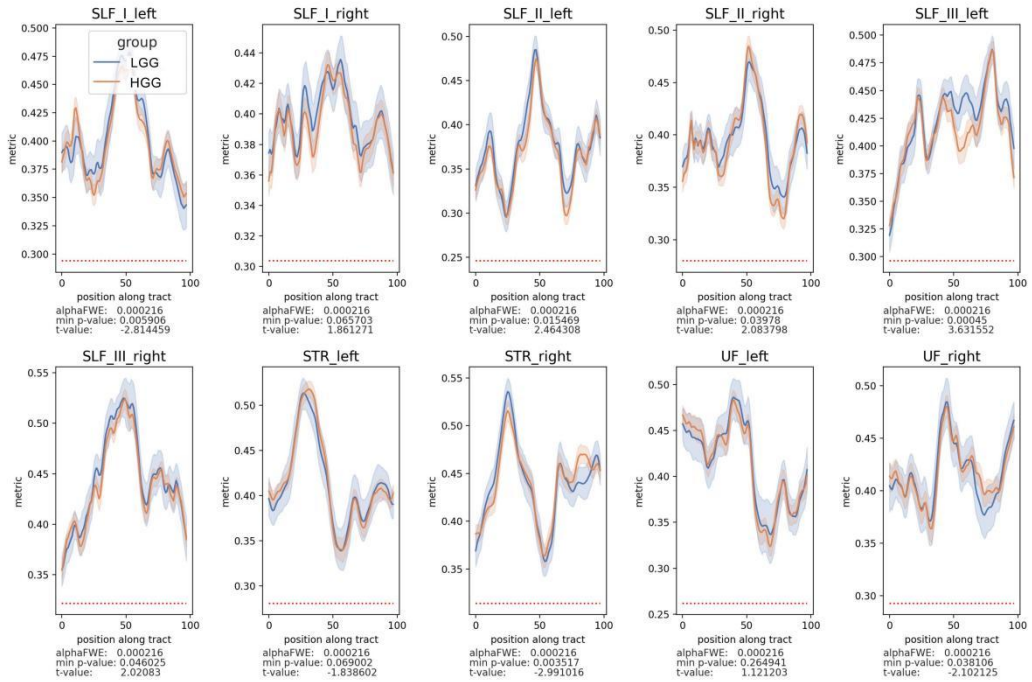 SLF_I_left
SLF_I_right
SLF_II_left
SLF_II_right
SLF_III_left
group
LGG
HGG
0.500
0.475
0.450
0.425
0.400
0.375
0.350
0.325
0.300
metric
0 50 100
position along tract
alphaFWE: 0.000216
min p-value: 0.005906
t-value: -2.814459
0.44
0.42
0.40
0.38
0.36
0.34
0.32
0.30
metric
0 50 100
position along tract
alphaFWE: 0.000216
min p-value: 0.065703
t-value: 1.861271
0.50
0.45
0.40
0.35
0.30
0.25
metric
0 50 100
position along tract
alphaFWE: 0.000216
min p-value: 0.015469
t-value: 2.464308
0.50
0.45
0.40
0.35
0.30
metric
0 50 100
position along tract
alphaFWE: 0.000216
min p-value: 0.03978
t-value: 2.083798
0.500
0.475
0.450
0.425
0.400
0.375
0.350
0.325
0.300
metric
0 50 100
position along tract
alphaFWE: 0.000216
min p-value: 0.00045
t-value: 3.631552
SLF_III_right
STR_left
STR_right
UF_left
UF_right
0.55
0.50
0.45
0.40
0.35
metric
0 50 100
position along tract
alphaFWE: 0.000216
min p-value: 0.046025
t-value: 2.02083
0.50
0.45
0.40
0.35
0.30
metric
0 50 100
position along tract
alphaFWE: 0.000216
min p-value: 0.069002
t-value: -1.838602
0.55
0.50
0.45
0.40
0.35
0.30
metric
0 50 100
position along tract
alphaFWE: 0.000216
min p-value: 0.003517
t-value: -2.991016
0.50
0.45
0.40
0.35
0.30
0.25
metric
0 50 100
position along tract
alphaFWE: 0.000216
min p-value: 0.264941
t-value: 1.121203
0.50
0.45
0.40
0.35
0.30
metric
0 50 100
position along tract
alphaFWE: 0.000216
min p-value: 0.038106
t-value: -2.102125